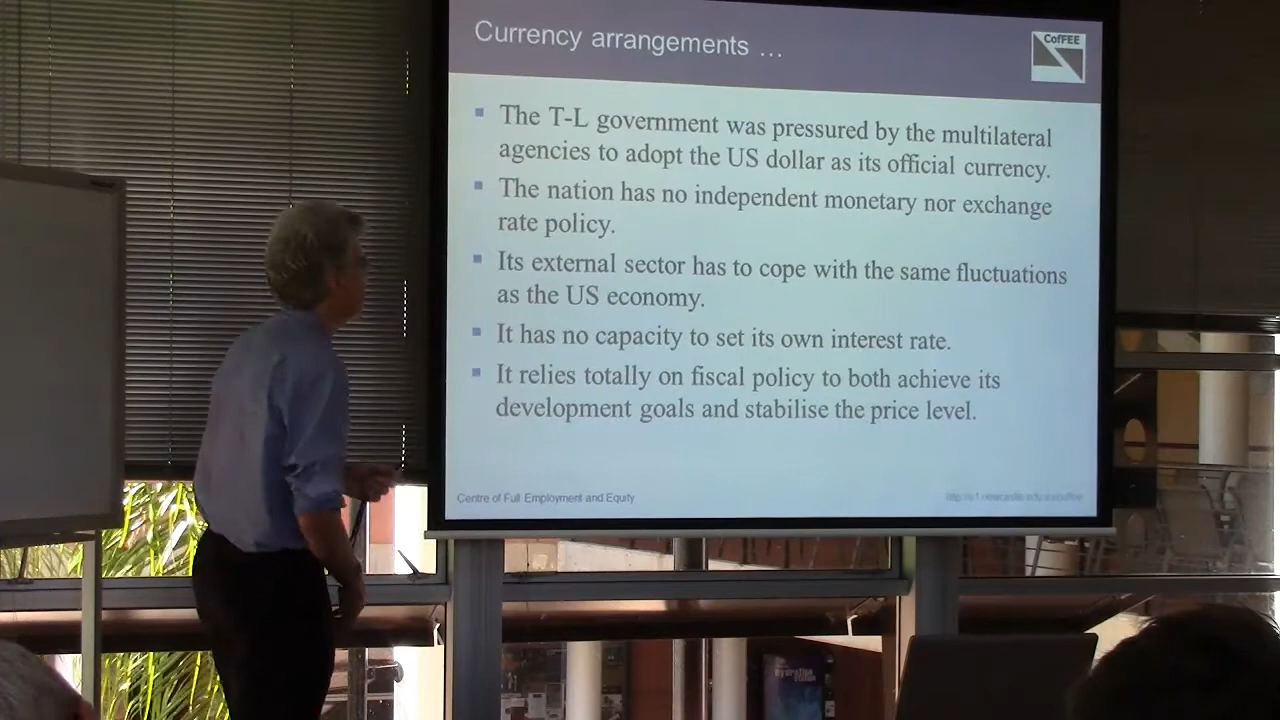 Currency arrangements ...
CofFEE
The T-L government was pressured by the multilateral
agencies to adopt the US dollar as its official currency.
The nation has no independent monetary nor exchange
rate policy.
Its external sector has to cope with the same fluctuations
as the US economy.
It has no capacity to set its own interest rate.
It relies totally on fiscal policy to both achieve its
development goals and stabilise the price level.
Centre of Full Employment and Equity